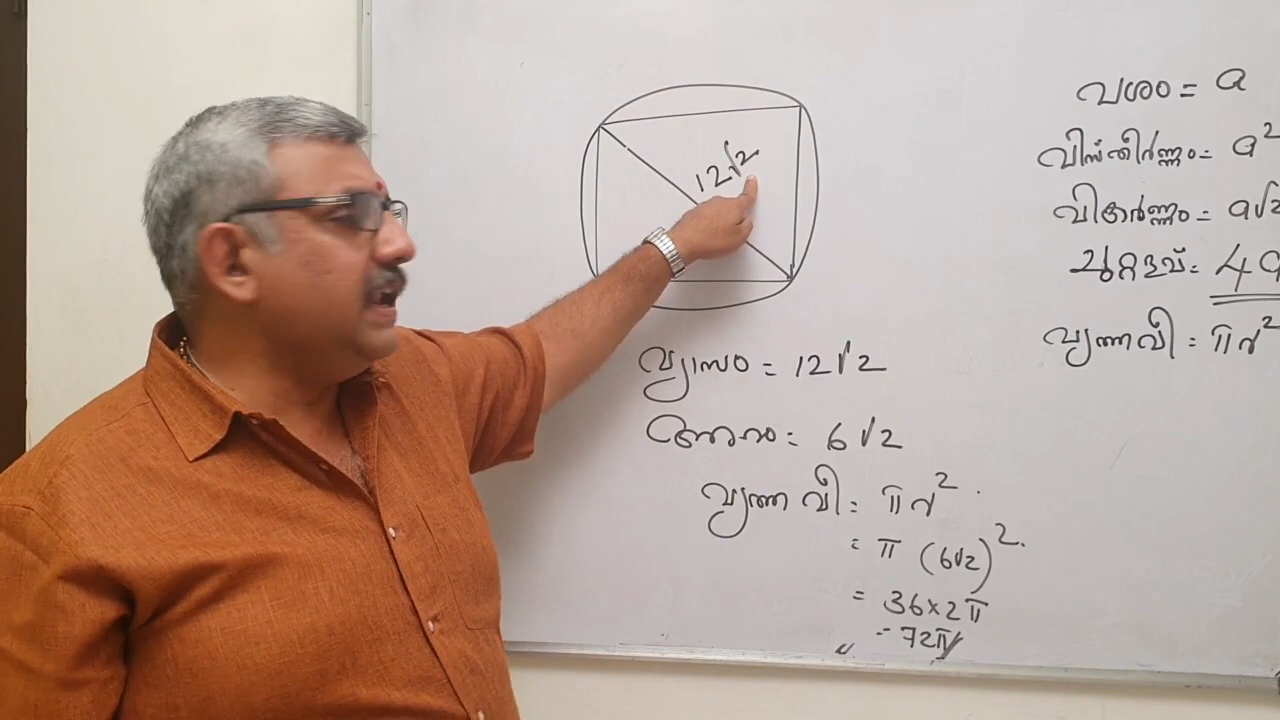 12√2
വ്യാസം = 12√2
ആരം = 6√2
വൃത്ത വീ = πr²
= π (6√2)²
= 36×2π
= 72π
വശം = a
വിസ്തീർണ്ണം = a²
വികർണ്ണം = a√2
ചുറ്റളവ് = 4a
വൃത്തവീ = πr²